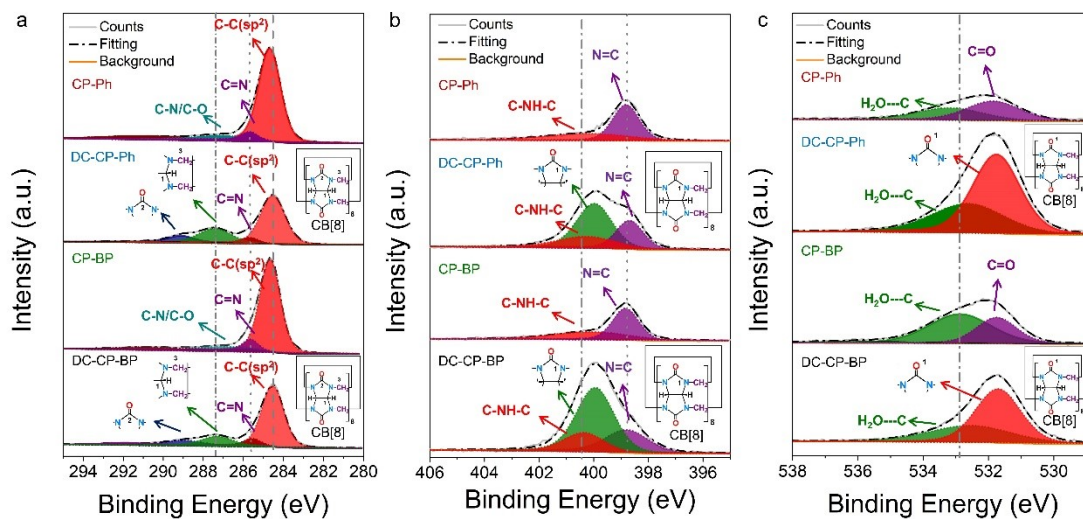 a
Counts
Fitting
Background
CP-Ph
C-C(sp²)
C=N
C-N/C-O
DC-CP-Ph
C-C(sp²)
C=N
CB[8]
CP-BP
C-C(sp²)
C=N
C-N/C-O
DC-CP-BP
C-C(sp²)
C=N
CB[8]
Intensity (a.u.)
294 292 290 288 286 284 282 280
Binding Energy (eV)
b
Counts
Fitting
Background
CP-Ph
N=C
C-NH-C
DC-CP-Ph
N=C
C-NH-C
CB[8]
CP-BP
N=C
C-NH-C
DC-CP-BP
N=C
C-NH-C
CB[8]
Intensity (a.u.)
406 404 402 400 398 396
Binding Energy (eV)
c
Counts
Fitting
Background
CP-Ph
C=O
H₂O---C
DC-CP-Ph
H₂O---C
CB[8]
CP-BP
C=O
H₂O---C
DC-CP-BP
H₂O---C
CB[8]
Intensity (a.u.)
538 536 534 532 530
Binding Energy (eV)